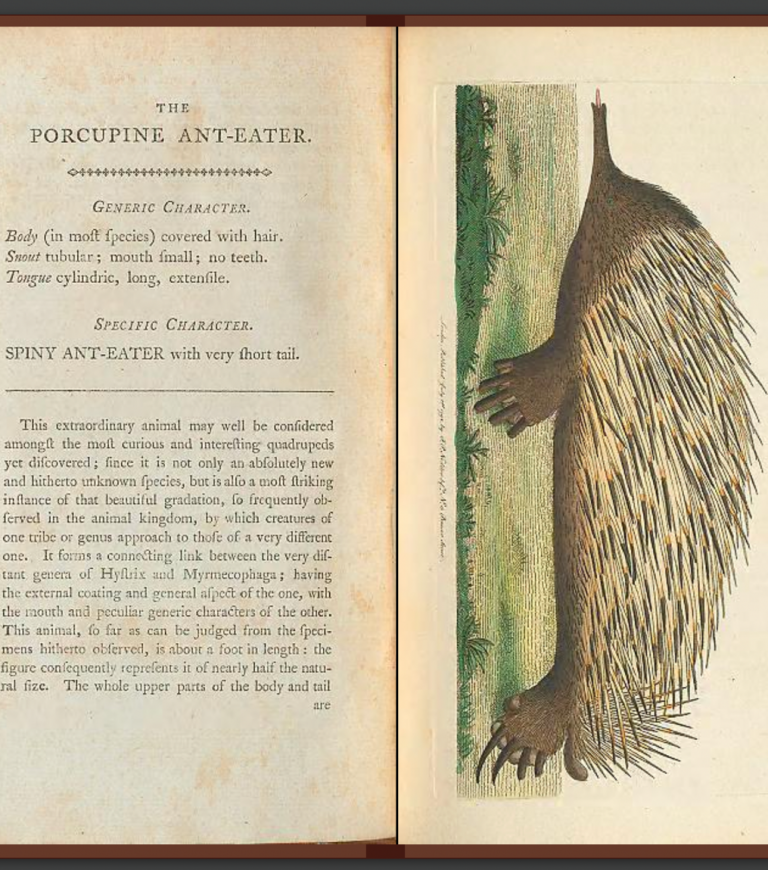 THE
PORCUPINE ANT-EATER.
GENERIC CHARACTER.
Body (in moſt ſpecies) covered with hair.
Snout tubular; mouth ſmall; no teeth.
Tongue cylindric, long, extenſile.
SPECIFIC CHARACTER.
SPINY ANT-EATER with very ſhort tail.
This extraordinary animal may well be conſidered
amongſt the moſt curious and intereſting quadrupeds
yet diſcovered; ſince it is not only an abſolutely new
and hitherto unknown ſpecies, but is alſo a moſt ſtriking
inſtance of that beautiful gradation, ſo frequently ob-
ſerved in the animal kingdom, by which creatures of
one tribe or genus approach to thoſe of a very different
one. It forms a connecting link between the very diſ-
tant genera of Hyſtrix and Myrmecophaga; having
the external coating and general aſpect of the one, with
the mouth and peculiar generic characters of the other.
This animal, ſo far as can be judged from the ſpeci-
mens hitherto obſerved, is about a foot in length: the
figure conſequently repreſents it of nearly half the natu-
ral ſize. The whole upper parts of the body and tail
are